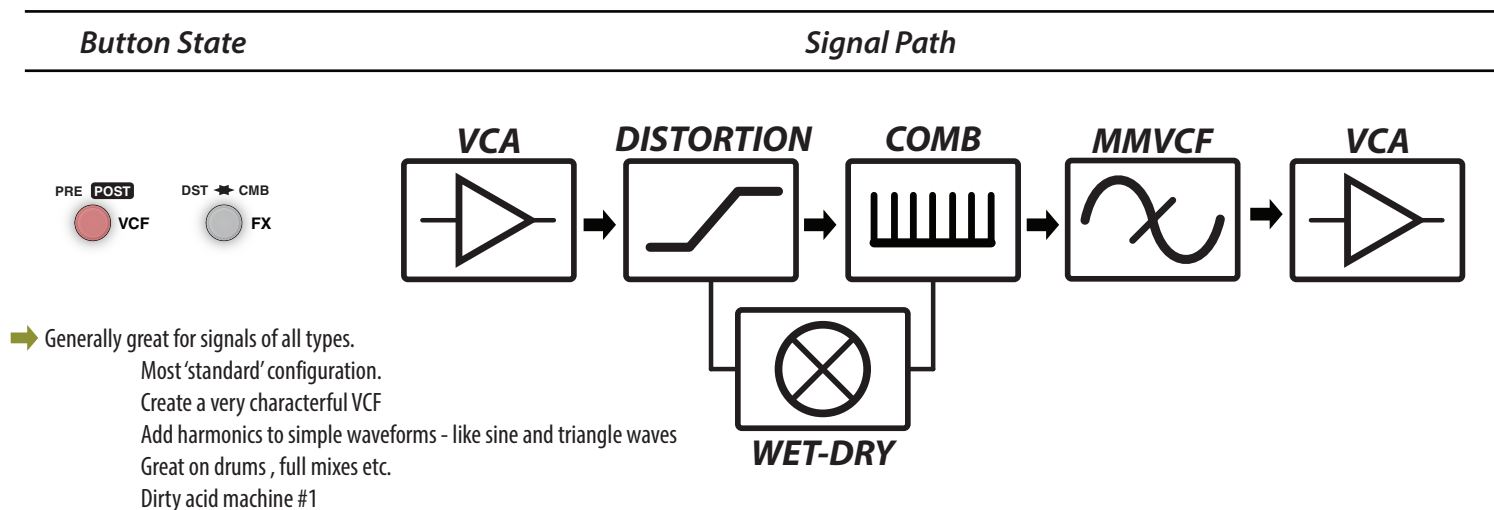 Button State
Signal Path
PRE POST
VCF
DST CMB
FX
VCA
DISTORTION
COMB
MMVCF
VCA
WET-DRY
Generally great for signals of all types.
Most ‘standard’ configuration.
Create a very characterful VCF
Add harmonics to simple waveforms - like sine and triangle waves
Great on drums , full mixes etc.
Dirty acid machine #1